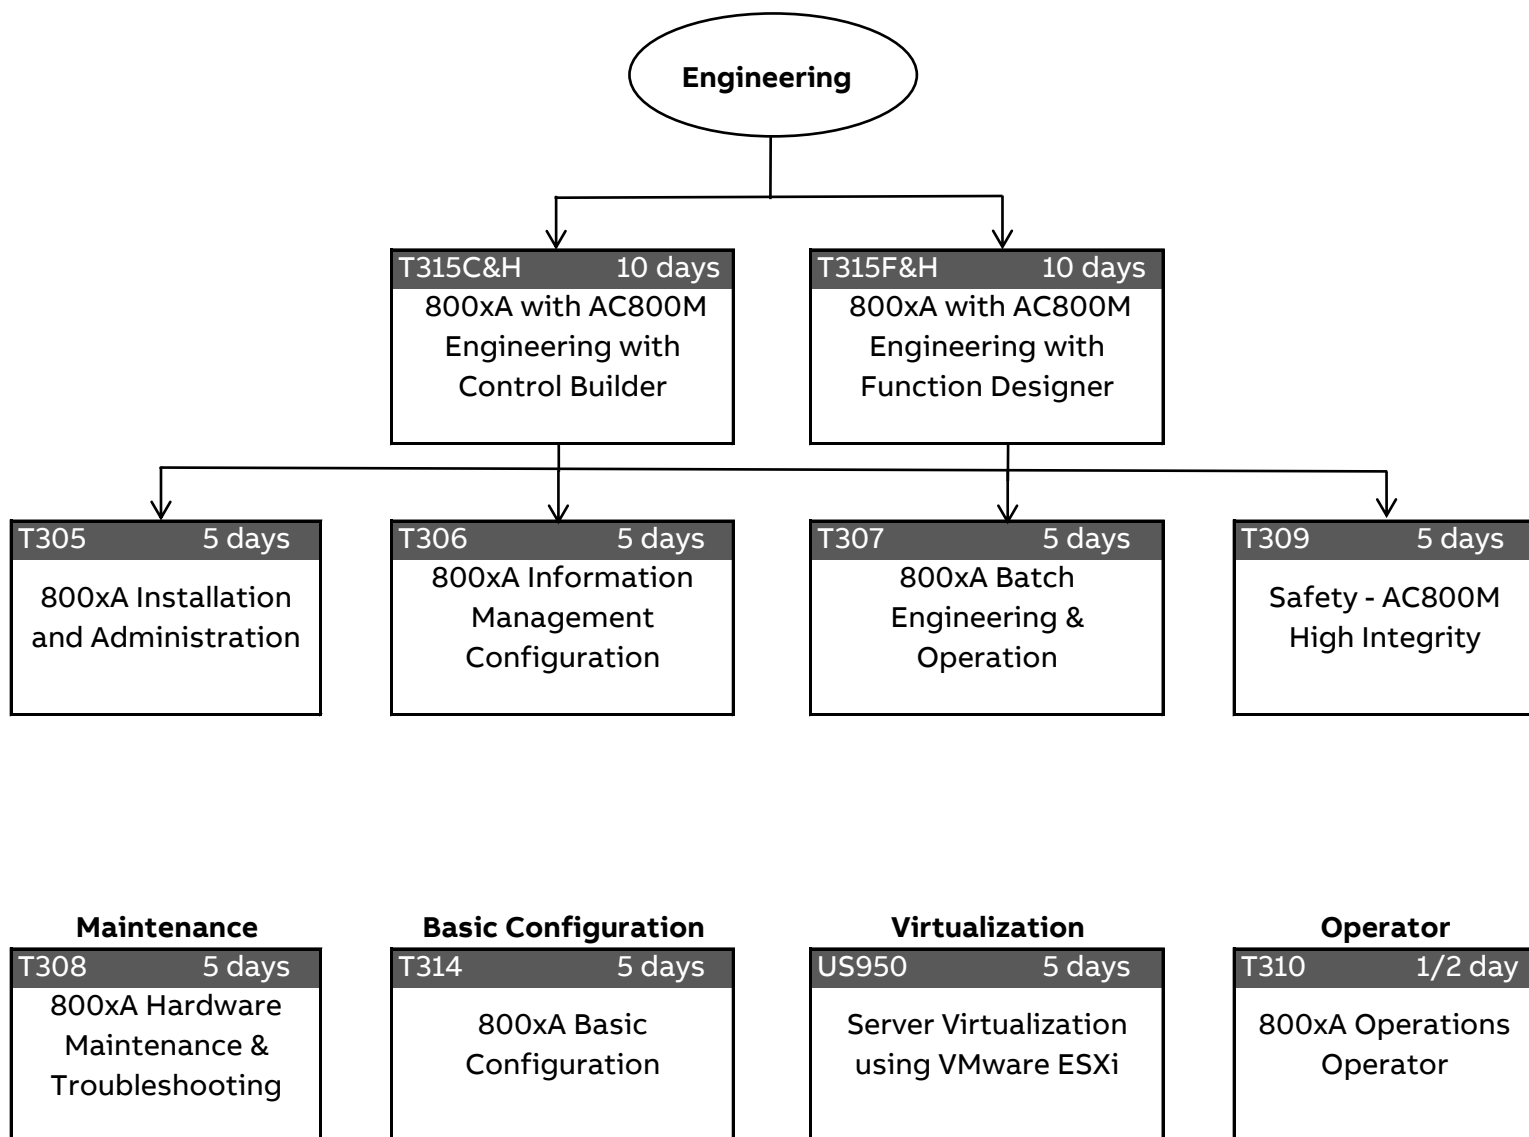 Engineering
T315C&H 10 days
800xA with AC800M
Engineering with
Control Builder
T315F&H 10 days
800xA with AC800M
Engineering with
Function Designer
T305 5 days
800xA Installation
and Administration
T306 5 days
800xA Information
Management
Configuration
T307 5 days
800xA Batch
Engineering &
Operation
T309 5 days
Safety - AC800M
High Integrity
Maintenance
T308 5 days
800xA Hardware
Maintenance &
Troubleshooting
Basic Configuration
T314 5 days
800xA Basic
Configuration
Virtualization
US950 5 days
Server Virtualization
using VMware ESXi
Operator
T310 1/2 day
800xA Operations
Operator